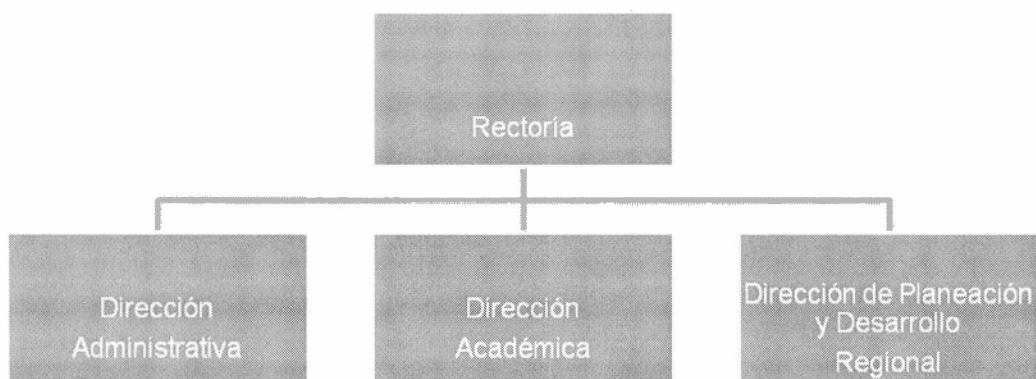 Rectoría
Dirección
Administrativa
Dirección
Académica
Dirección de Planeación
y Desarrollo
Regional